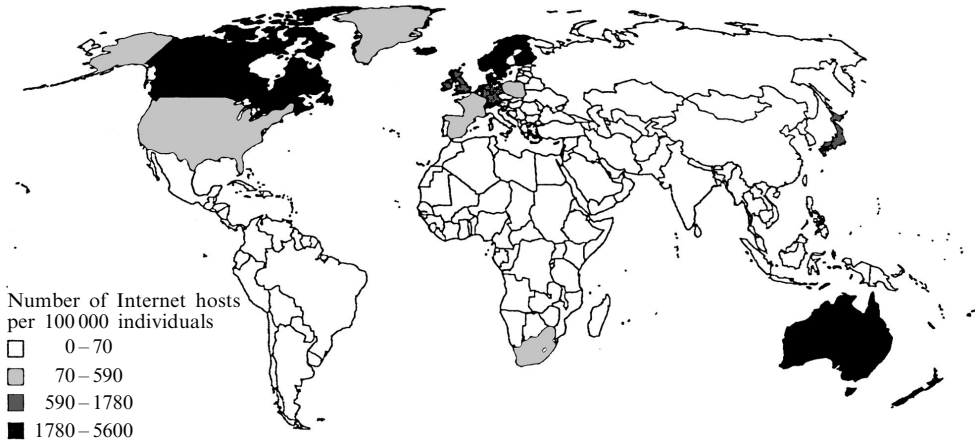 Number of Internet hosts
per 100 000 individuals
0–70
70–590
590–1780
1780–5600